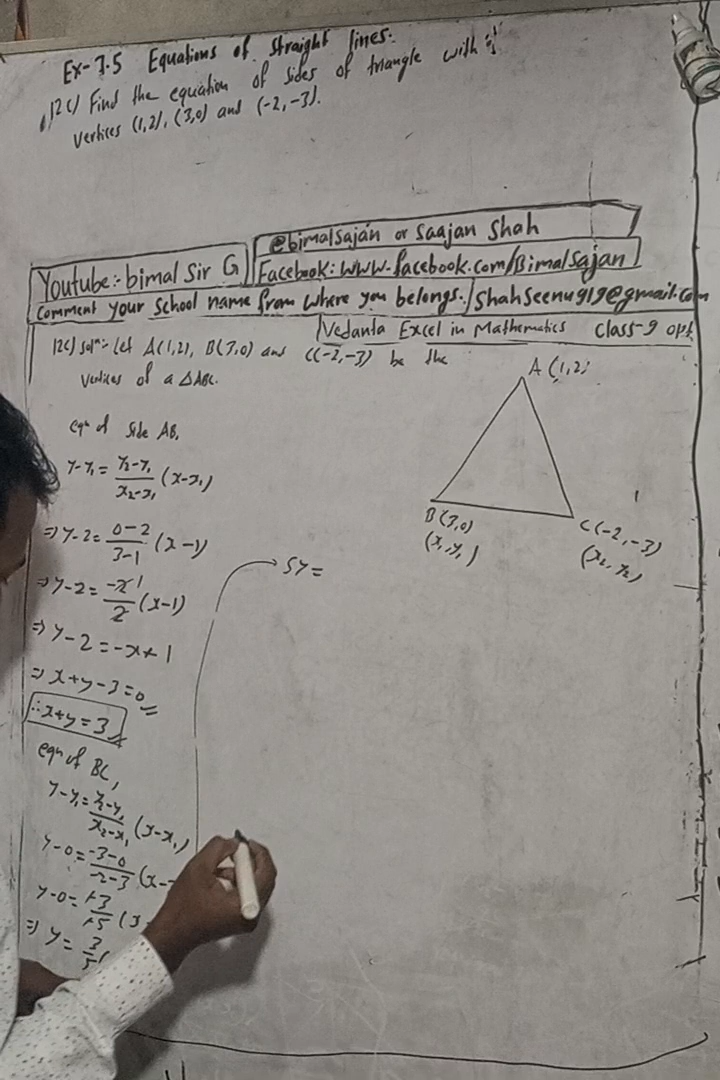 Ex-7.5 Equations of straight lines.
12c) Find the equation of sides of triangle with
vertices (1,2), (3,0) and (-2,-3).
@bimalsajan or Saajan Shah
Youtube:- bimal Sir G
Facebook: www.facebook.com/Bimalsajan
Comment your School name from where you belongs.
Shahseenu919@gmail.com
Vedanta Excel in Mathematics Class-9 opt.
12c) solⁿ:- Let A(1,2), B(3,0) and C(-2,-3) be the
vertices of a △ABC.
A(1,2)
B(3,0)
(x₁,y₁)
C(-2,-3)
(x₂,y₂)
eqⁿ of side AB,
y-y₁ = y₂-y₁/x₂-x₁ (x-x₁)
⇒ y-2 = 0-2/3-1 (x-1)
⇒ y-2 = -2/2 (x-1)
⇒ y-2 = -x+1
⇒ x+y-3=0
∴ x+y=3
eqⁿ of BC,
y-y₁ = y₂-y₁/x₂-x₁ (x-x₁)
y-0 = -3-0/-2-3 (x-
y-0 = +3/+5 (x-
⇒ y = 3/5 (
5y=